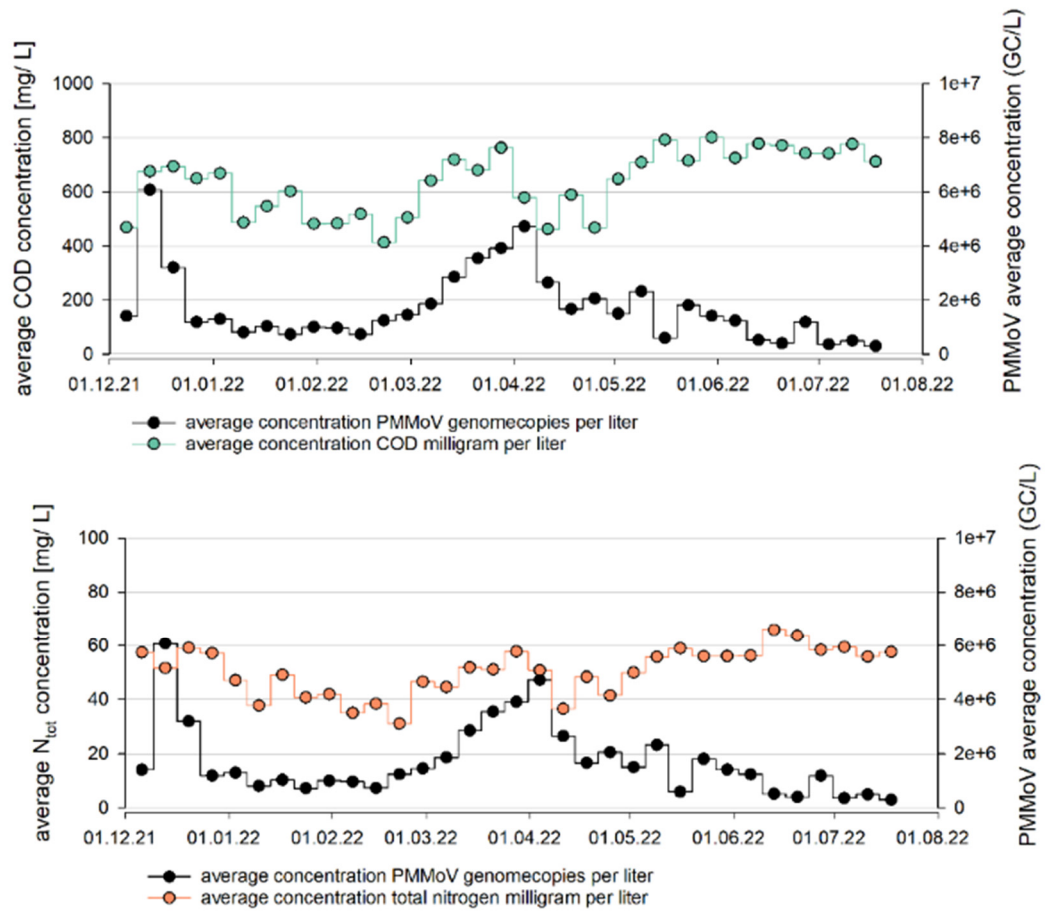 average COD concentration [mg/ L]
PMMoV average concentration (GC/L)
1000
800
600
400
200
0
1e+7
8e+6
6e+6
4e+6
2e+6
0
01.12.21 01.01.22 01.02.22 01.03.22 01.04.22 01.05.22 01.06.22 01.07.22 01.08.22
average concentration PMMoV genomecopies per liter
average concentration COD milligram per liter
average Ntot concentration [mg/ L]
PMMoV average concentration (GC/L)
100
80
60
40
20
0
1e+7
8e+6
6e+6
4e+6
2e+6
0
01.12.21 01.01.22 01.02.22 01.03.22 01.04.22 01.05.22 01.06.22 01.07.22 01.08.22
average concentration PMMoV genomecopies per liter
average concentration total nitrogen milligram per liter